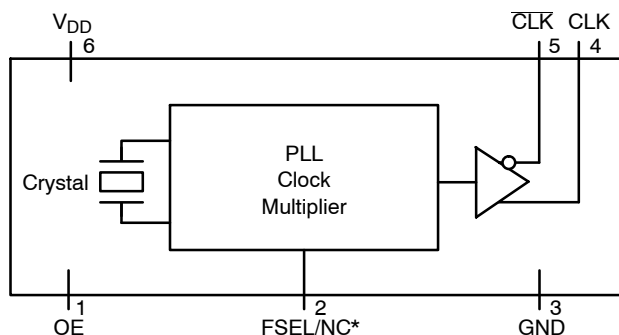 VDD
CLK CLK
6
5 4
PLL
Clock
Multiplier
Crystal
1
2
3
OE
FSEL/NC*
GND